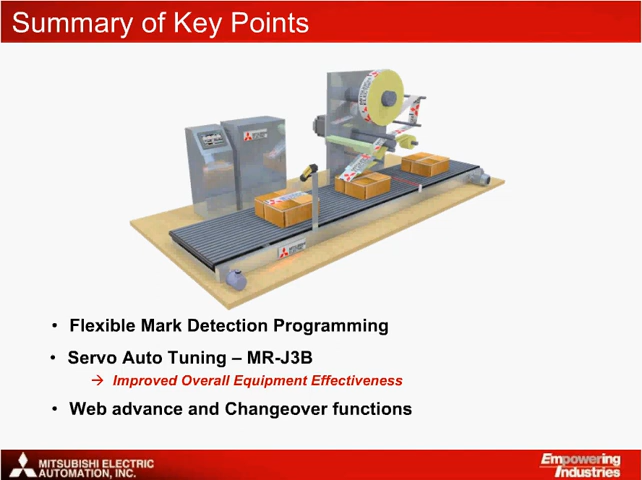 Summary of Key Points
• Flexible Mark Detection Programming
• Servo Auto Tuning – MR-J3B
→ Improved Overall Equipment Effectiveness
• Web advance and Changeover functions
MITSUBISHI ELECTRIC
AUTOMATION, INC.
Empowering
Industries